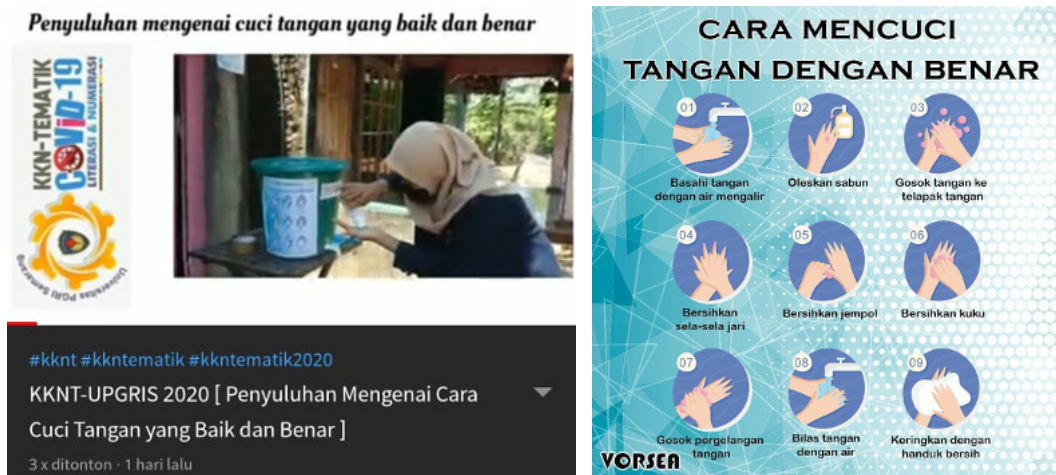 Penyuluhan mengenai cuci tangan yang baik dan benar
KKN-TEMATIK
COViD-19
LITERASI & NUMERASI
Universitas PGRI Semarang
#kknt #kkntematik #kkntematik2020
KKNT-UPGRIS 2020 [ Penyuluhan Mengenai Cara
Cuci Tangan yang Baik dan Benar ]
3 x ditonton · 1 hari lalu
CARA MENCUCI
TANGAN DENGAN BENAR
01
Basahi tangan
dengan air mengalir
02
Oleskan sabun
03
Gosok tangan ke
telapak tangan
04
Bersihkan
sela-sela jari
05
Bersihkan jempol
06
Bersihkan kuku
07
Gosok pergelangan
tangan
08
Bilas tangan
dengan air
09
Keringkan dengan
handuk bersih
VORSEA